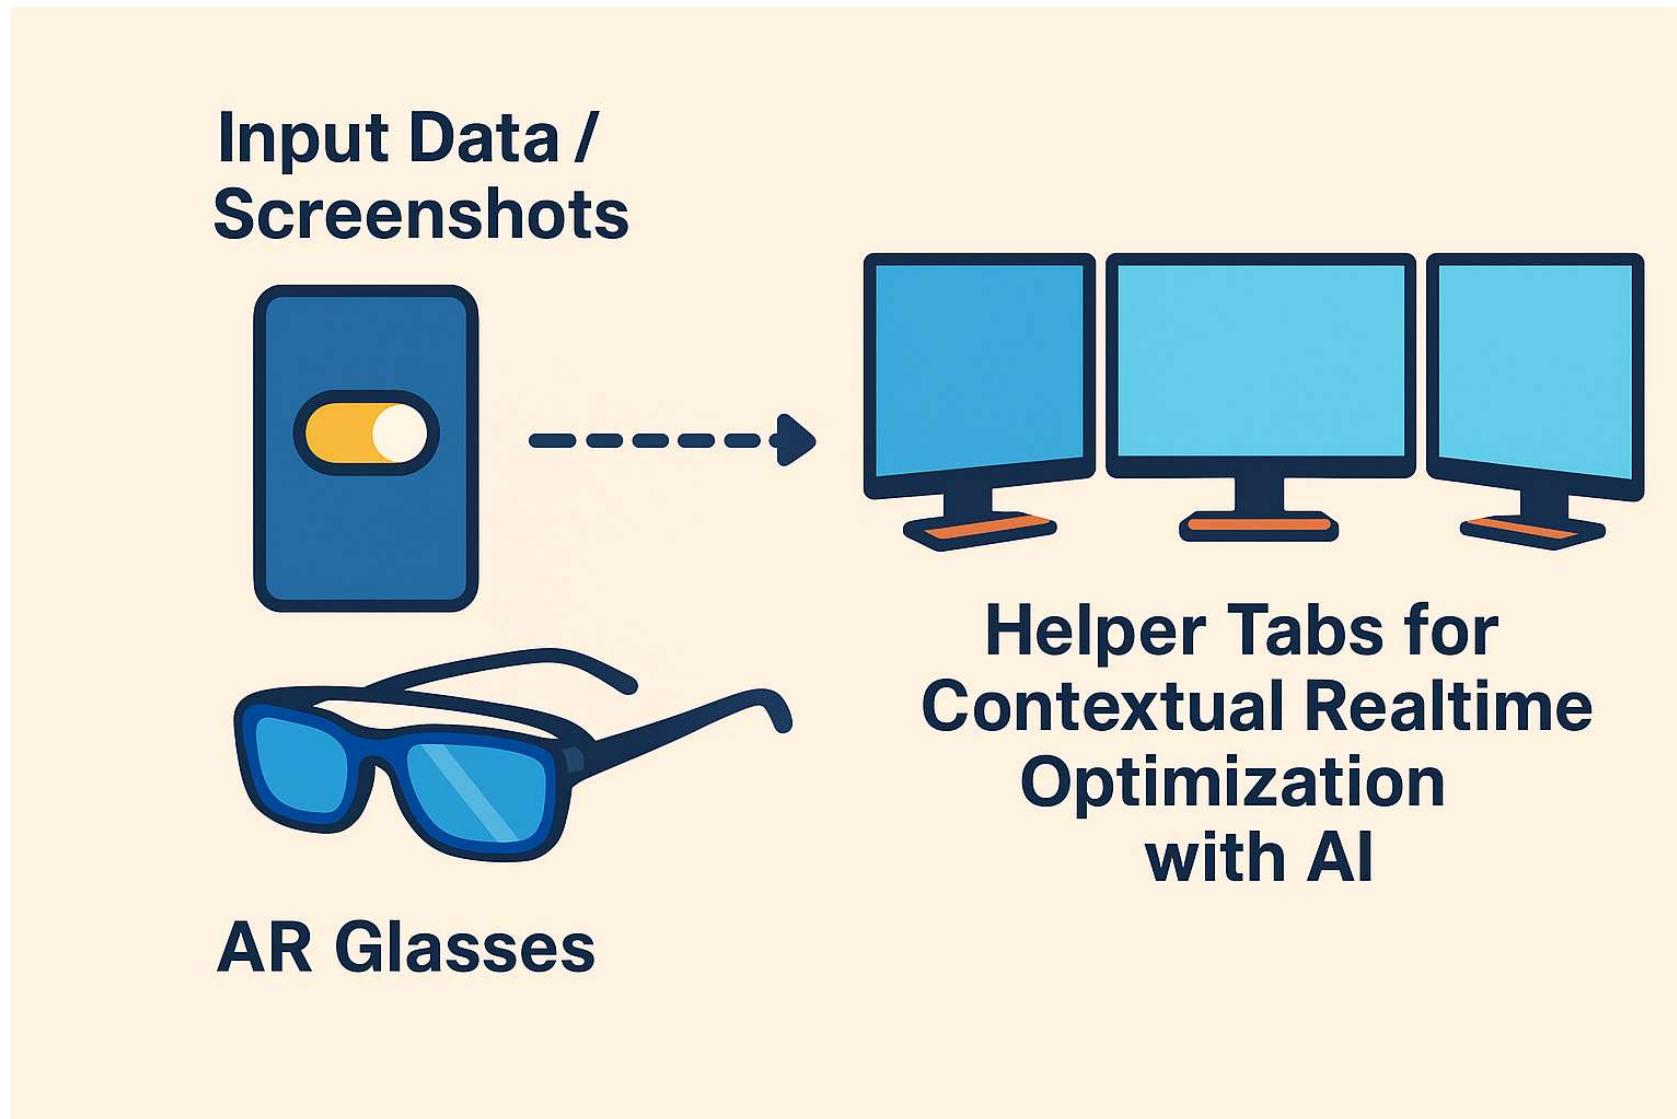 Input Data /
Screenshots
AR Glasses
Helper Tabs for
Contextual Realtime
Optimization
with AI